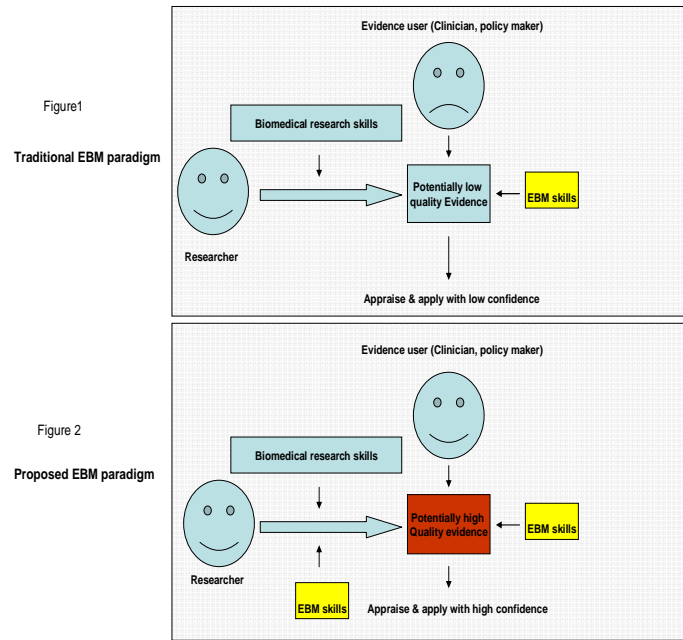 Evidence user (Clinician, policy maker)
Figure1
Biomedical research skills
Traditional EBM paradigm
Potentially low
quality Evidence
EBM skills
Researcher
Appraise & apply with low confidence
Evidence user (Clinician, policy maker)
Figure 2
Biomedical research skills
Proposed EBM paradigm
Potentially high
Quality evidence
EBM skills
Researcher
EBM skills
Appraise & apply with high confidence